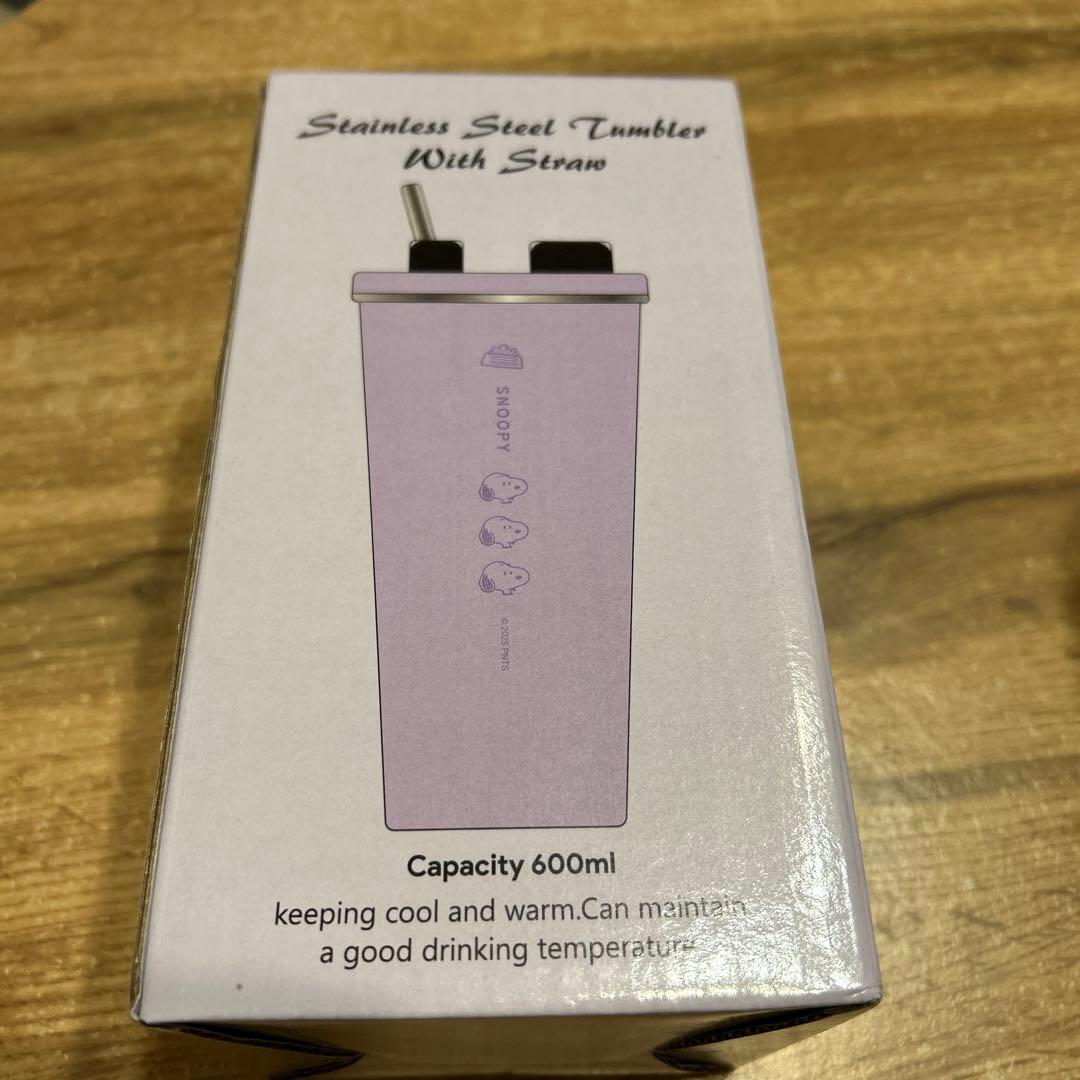 Stainless Steel Tumbler
With Straw
SNOOPY
© 2025 PNTS
Capacity 600ml
keeping cool and warm.Can maintain
a good drinking temperature